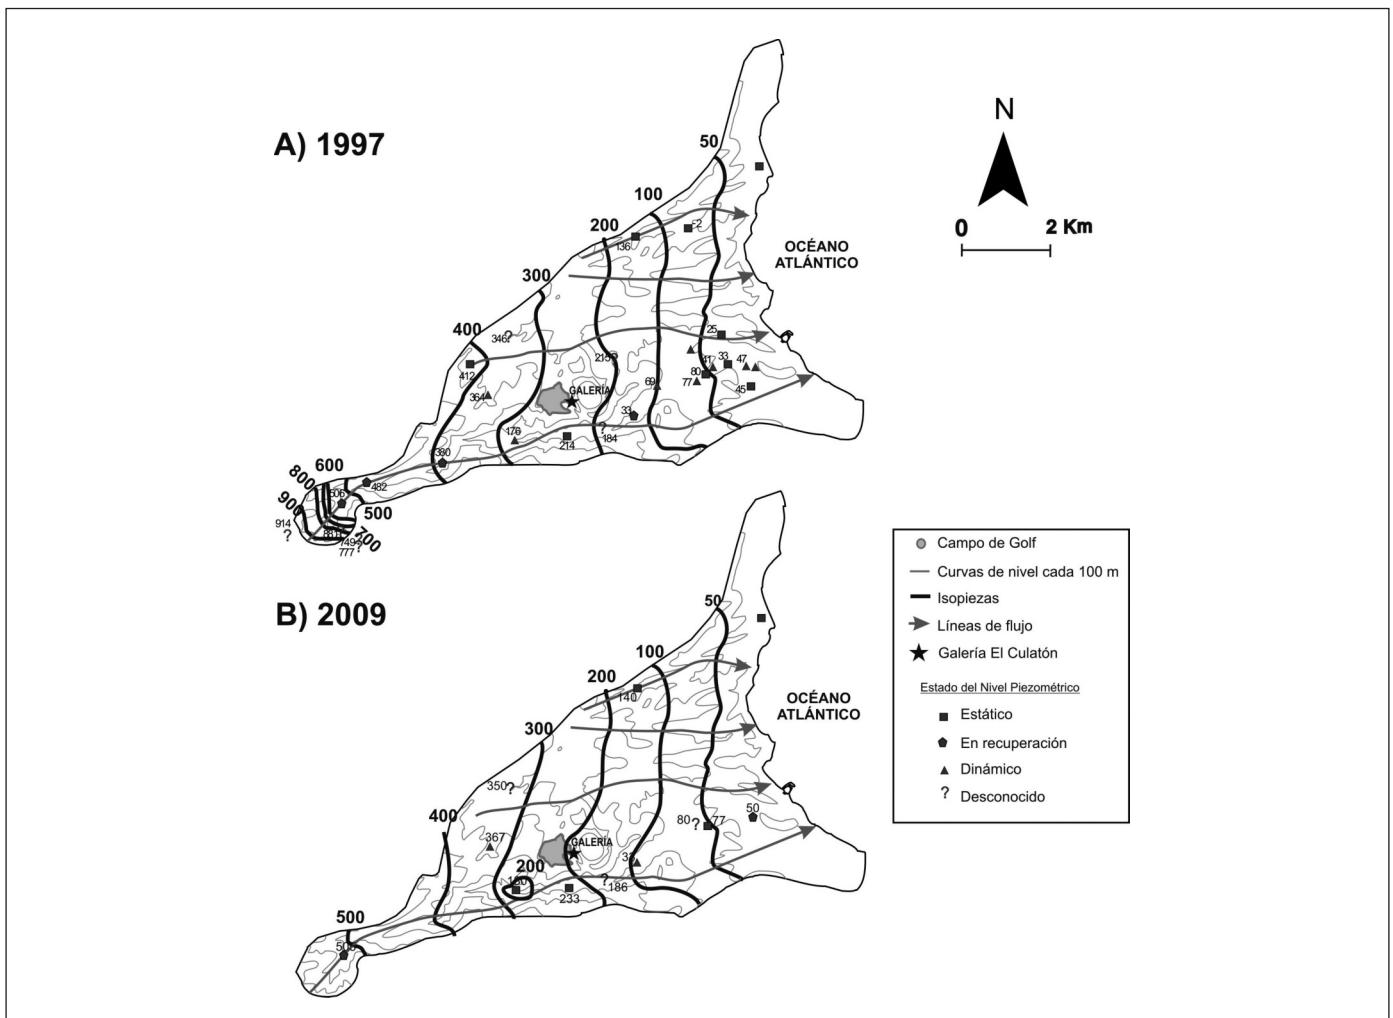 A) 1997
50
100
200
300
400
136
346?
412
364
215?
GALERÍA
25
41
33
47
80
77
69
45
33
?
184
176
214
380
482
600
800
900
500
700
914
?
749?
777
OCÉANO
ATLÁNTICO
N
0 2 Km
B) 2009
50
100
200
300
400
500
140
350?
367
200
GALERÍA
80
?
77
50
?
186
233
OCÉANO
ATLÁNTICO
Campo de Golf
Curvas de nivel cada 100 m
Isopiezas
Líneas de flujo
Galería El Culatón
Estado del Nivel Piezométrico
Estático
En recuperación
Dinámico
? Desconocido